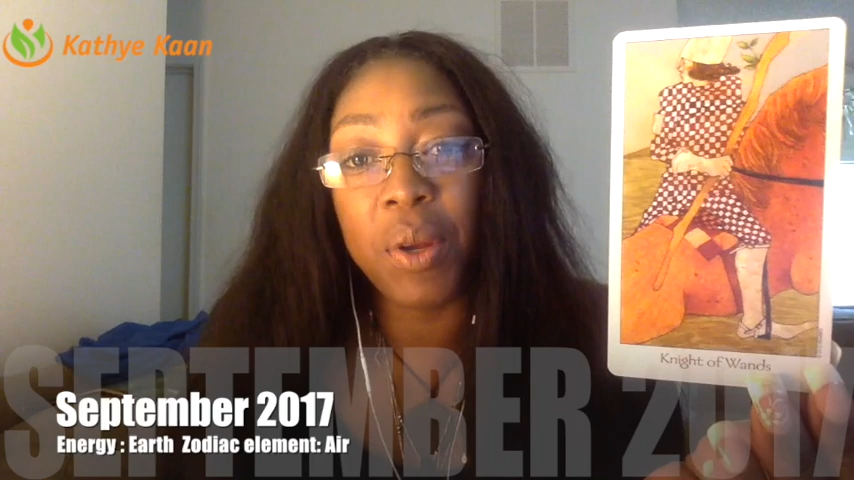 Kathye Kaan
Knight of Wands
SEPTEMBER 2017
September 2017
Energy : Earth Zodiac element: Air